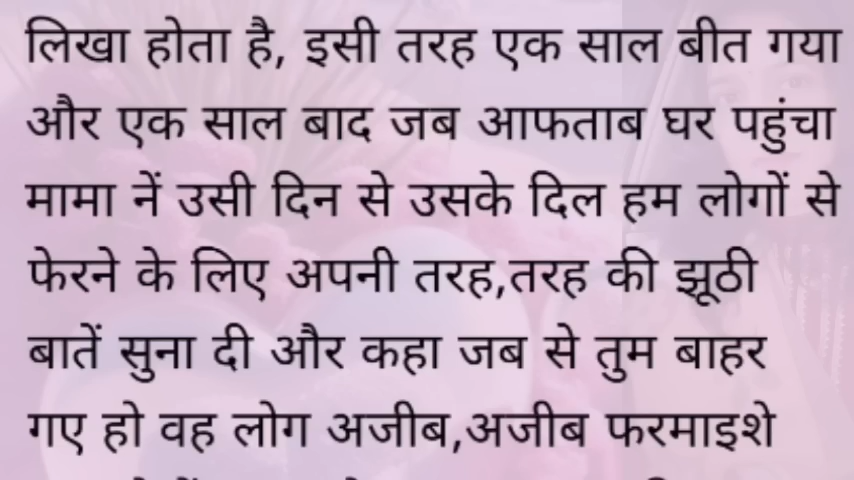 लिखा होता है, इसी तरह एक साल बीत गया
और एक साल बाद जब आफताब घर पहुंचा
मामा नें उसी दिन से उसके दिल हम लोगों से
फेरने के लिए अपनी तरह,तरह की झूठी
बातें सुना दी और कहा जब से तुम बाहर
गए हो वह लोग अजीब,अजीब फरमाइशे